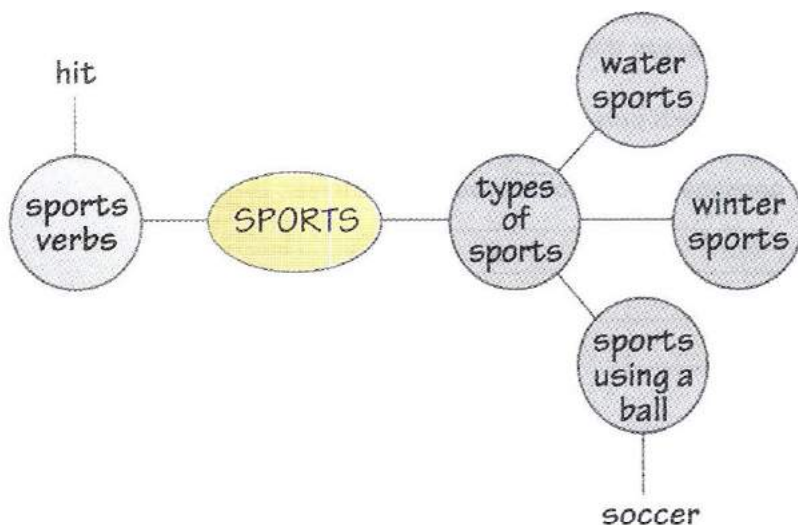 hit
sports
verbs
SPORTS
types
of
sports
water
sports
winter
sports
sports
using a
ball
soccer